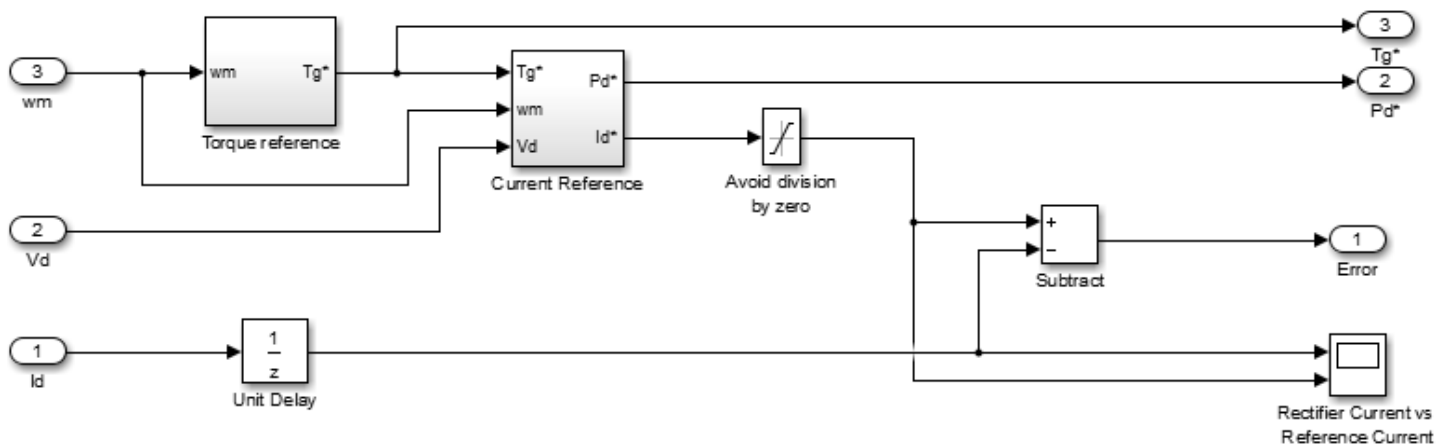 3
wm
wm
Tg*
Torque reference
Tg*
wm
Vd
Pd*
Id*
Current Reference
Avoid division
by zero
3
Tg*
2
Pd*
2
Vd
+
−
Subtract
1
Error
1
Id
1
z
Unit Delay
Rectifier Current vs
Reference Current